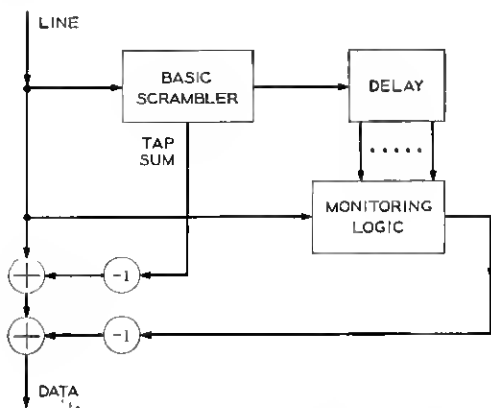 LINE
BASIC
SCRAMBLER
DELAY
TAP
SUM
.....
MONITORING
LOGIC
-1
-1
DATA